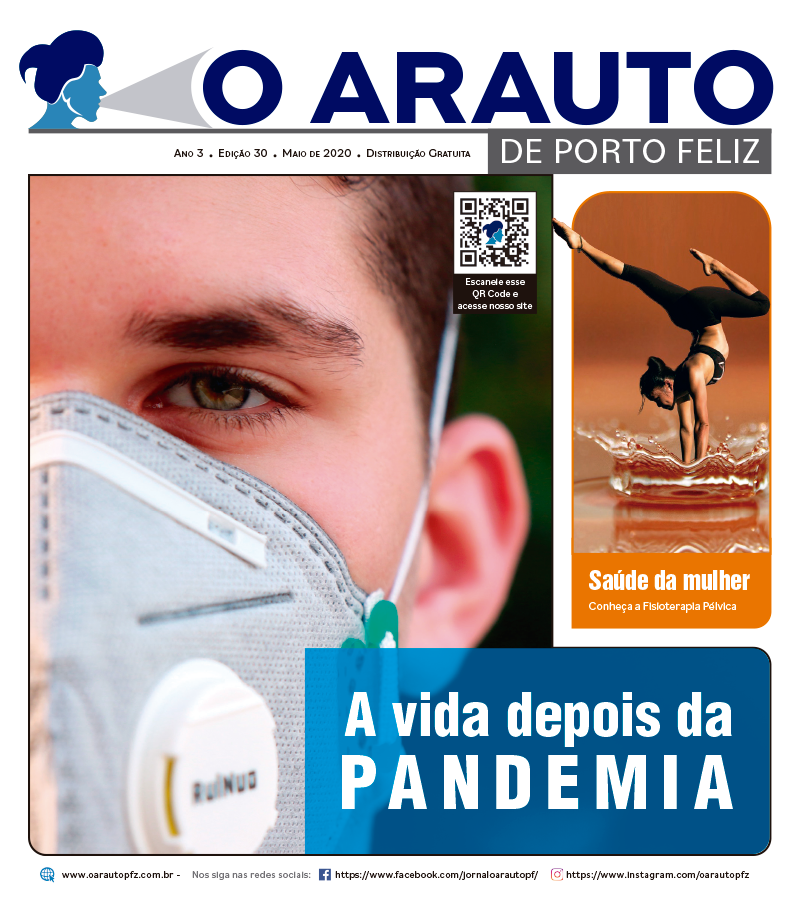 O ARAUTO
DE PORTO FELIZ
Ano 3 . Edição 30 . Maio de 2020 . Distribuição Gratuita
Escaneie esse
QR Code e
acesse nosso site
Saúde da mulher
Conheça a Fisioterapia Pélvica
RuiNuo
A vida depois da
PANDEMIA
www.oarautopfz.com.br - Nos siga nas redes sociais: https://www.facebook.com/jornaloarautopf/ https://www.instagram.com/oarautopfz